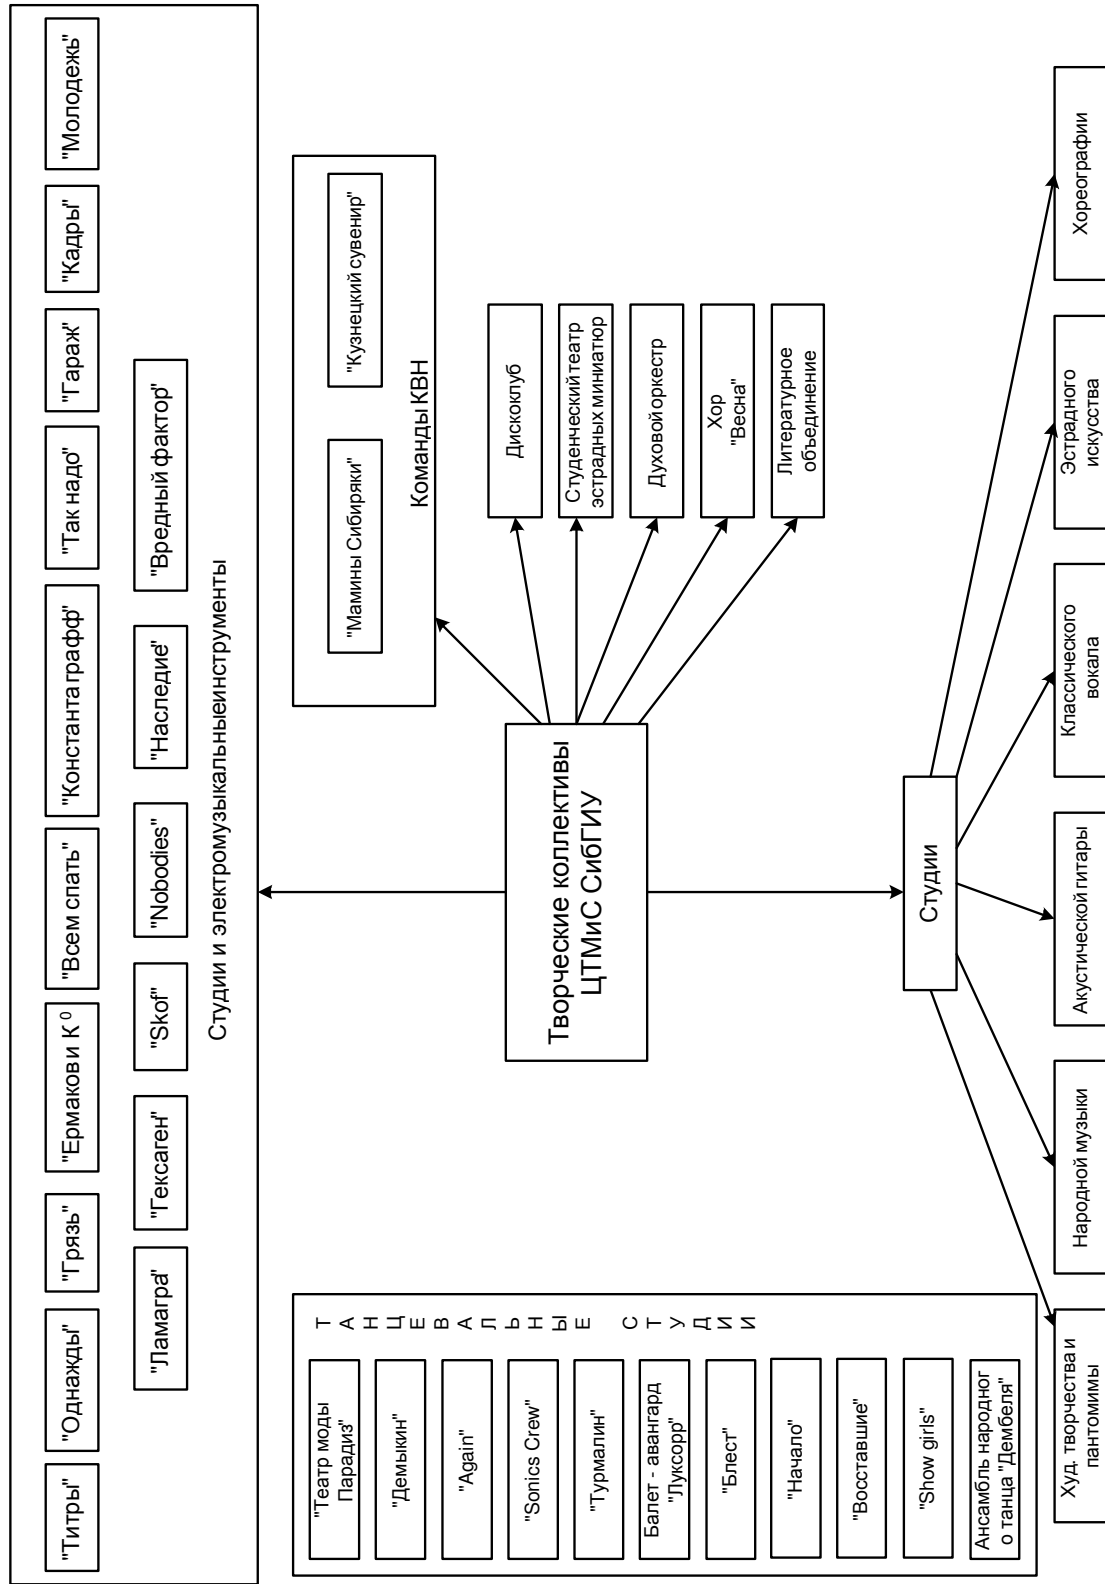 "Титры"
"Однажды"
"Грязь"
"Ермаков и К 0
"Всем спать"
"Константа графф"
"Так надо"
"Гараж"
"Кадры"
"Молодежь"
"Ламагра"
"Гексаген"
"Skof"
"Nobodies"
"Наследие"
"Вредный фактор"
Студии и электромузыкальные инструменты
"Театр моды
Парадиз"
"Демыкин"
"Again"
"Sonics Crew"
"Турмалин"
Балет - авангард
"Луксорр"
"Блест"
"Начало"
"Восставшие"
"Show girls"
Ансамбль народног
о танца "Дембеля"
ТАНЦЕВАЛЬНЫЕ СТУДИИ
"Мамины Сибиряки"
"Кузнецкий сувенир"
Команды КВН
Дискоклуб
Студенческий театр
эстрадных миниатюр
Духовой оркестр
Хор
"Весна"
Литературное
объединение
Творческие коллективы
ЦТМиС СибГИУ
Студии
Худ. творчества и
пантомимы
Народной музыки
Акустической гитары
Классического
вокала
Эстрадного
искусства
Хореографии